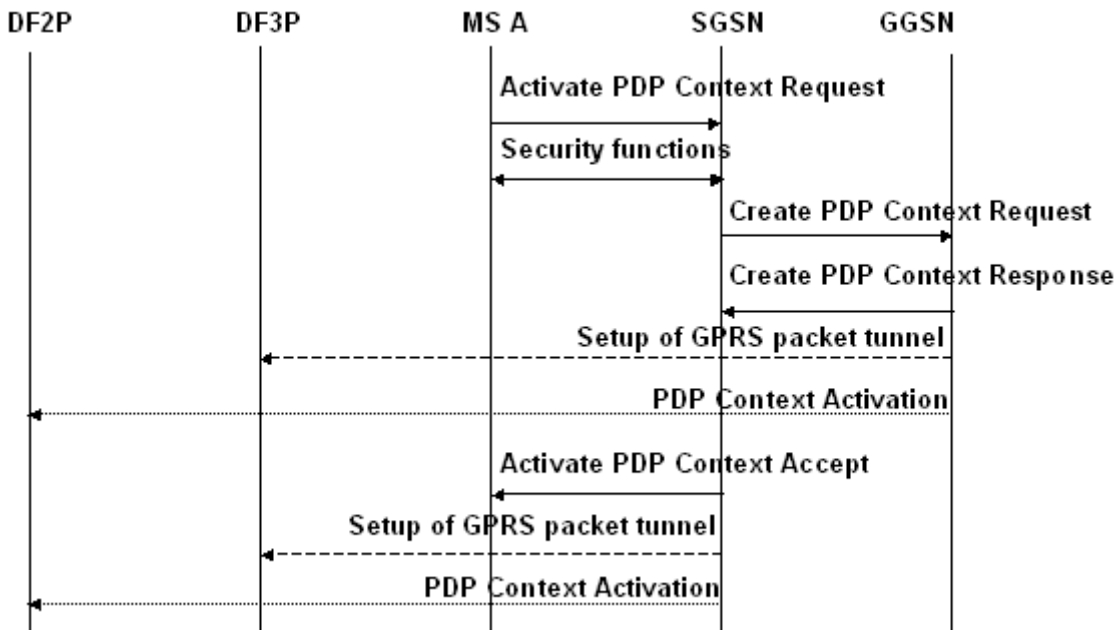 DF2P DF3P MS A SGSN GGSN
Activate PDP Context Request
Security functions
Create PDP Context Request
Create PDP Context Response
Setup of GPRS packet tunnel
PDP Context Activation
Activate PDP Context Accept
Setup of GPRS packet tunnel
PDP Context Activation